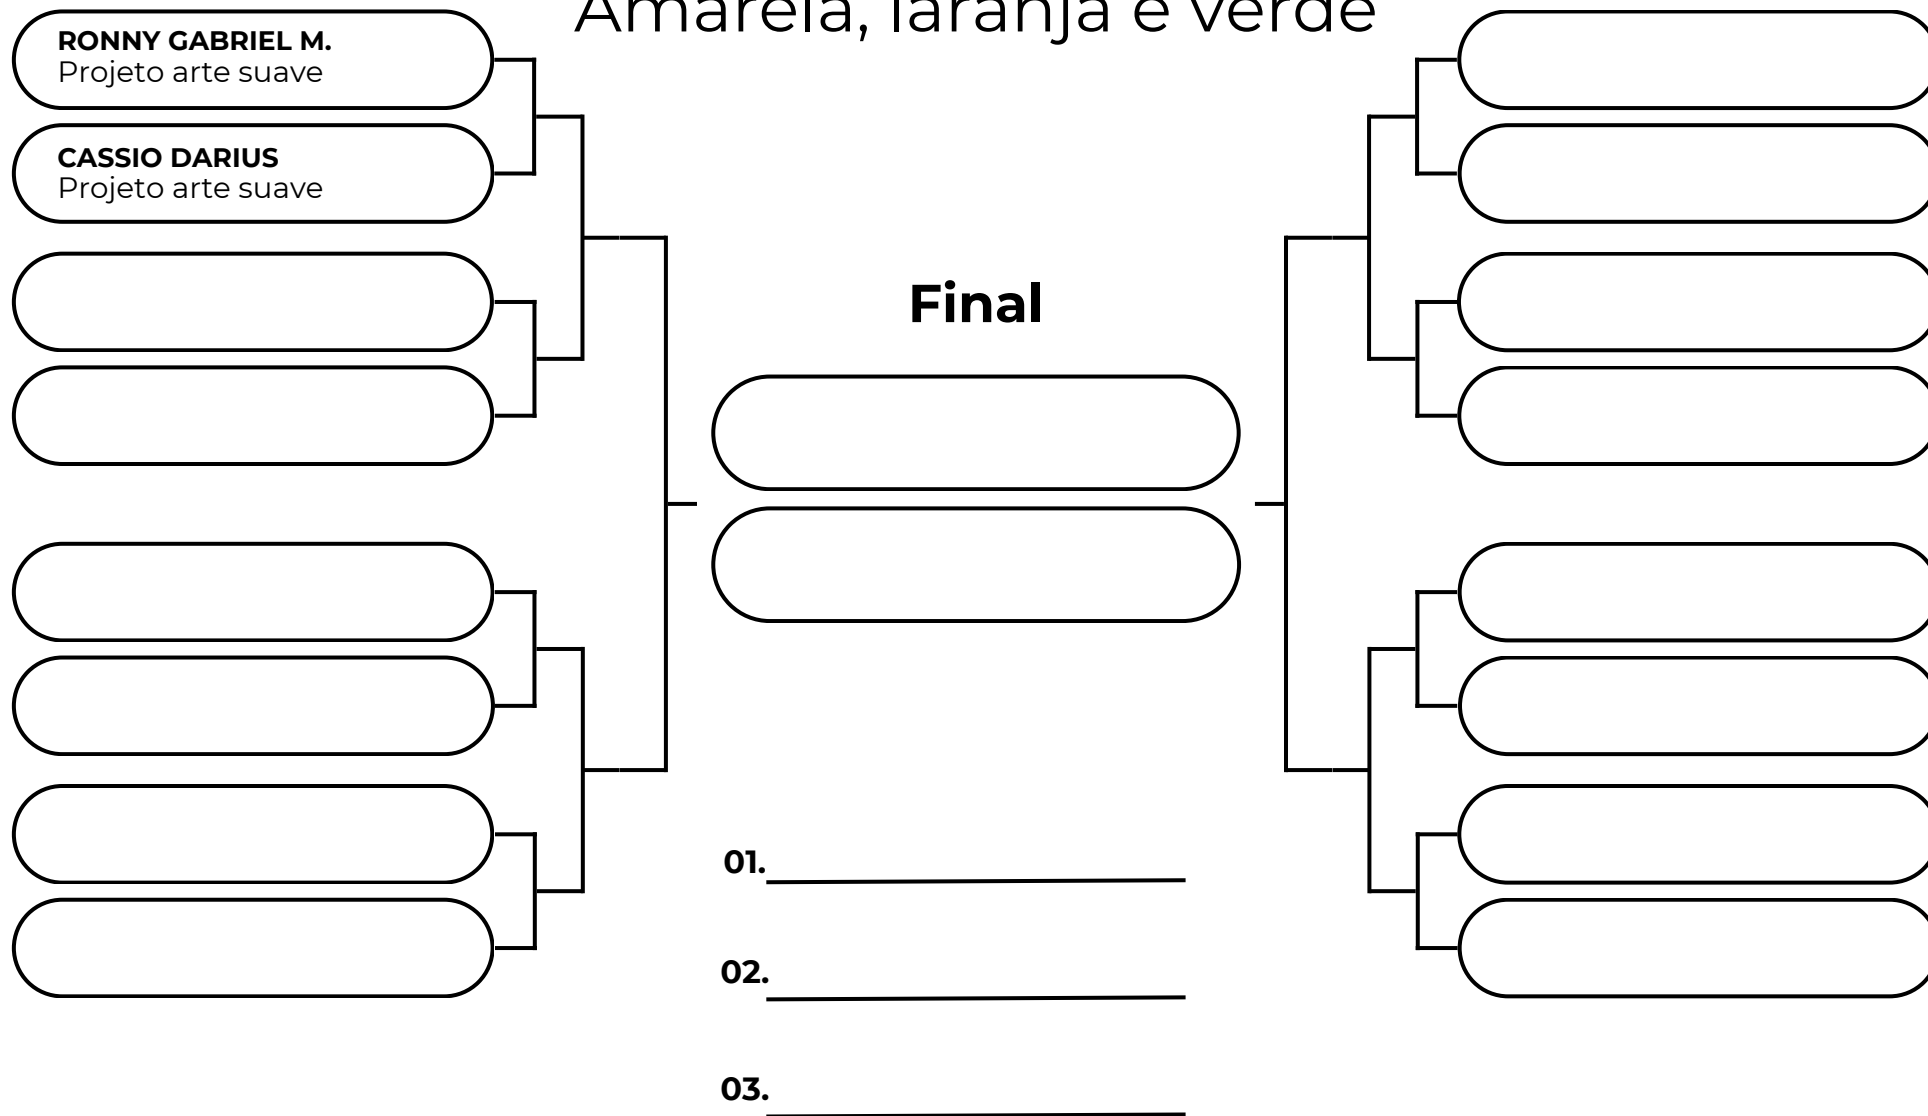 Amarela, laranja e verde
RONNY GABRIEL M.
Projeto arte suave
CASSIO DARIUS
Projeto arte suave
Final
01.
02.
03.